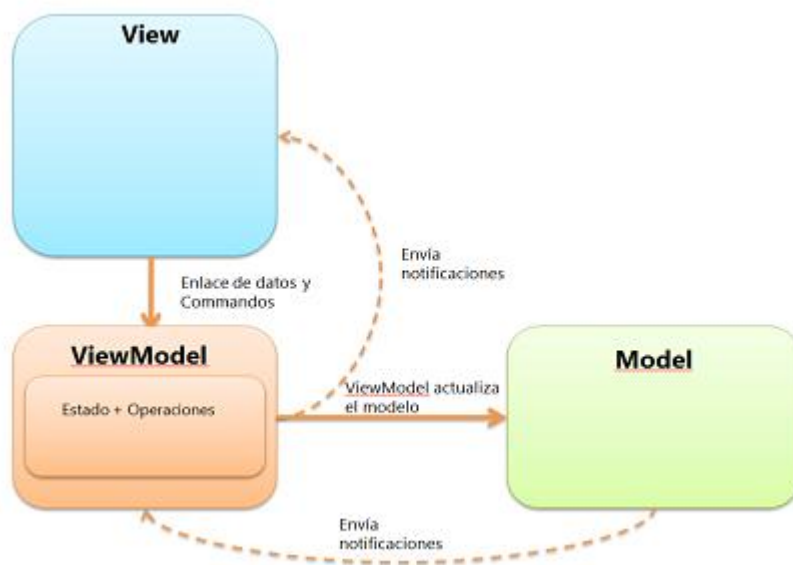 View
Envía
notificaciones
Enlace de datos y
Commandos
ViewModel
Estado + Operaciones
ViewModel actualiza
el modelo
Model
Envía
notificaciones